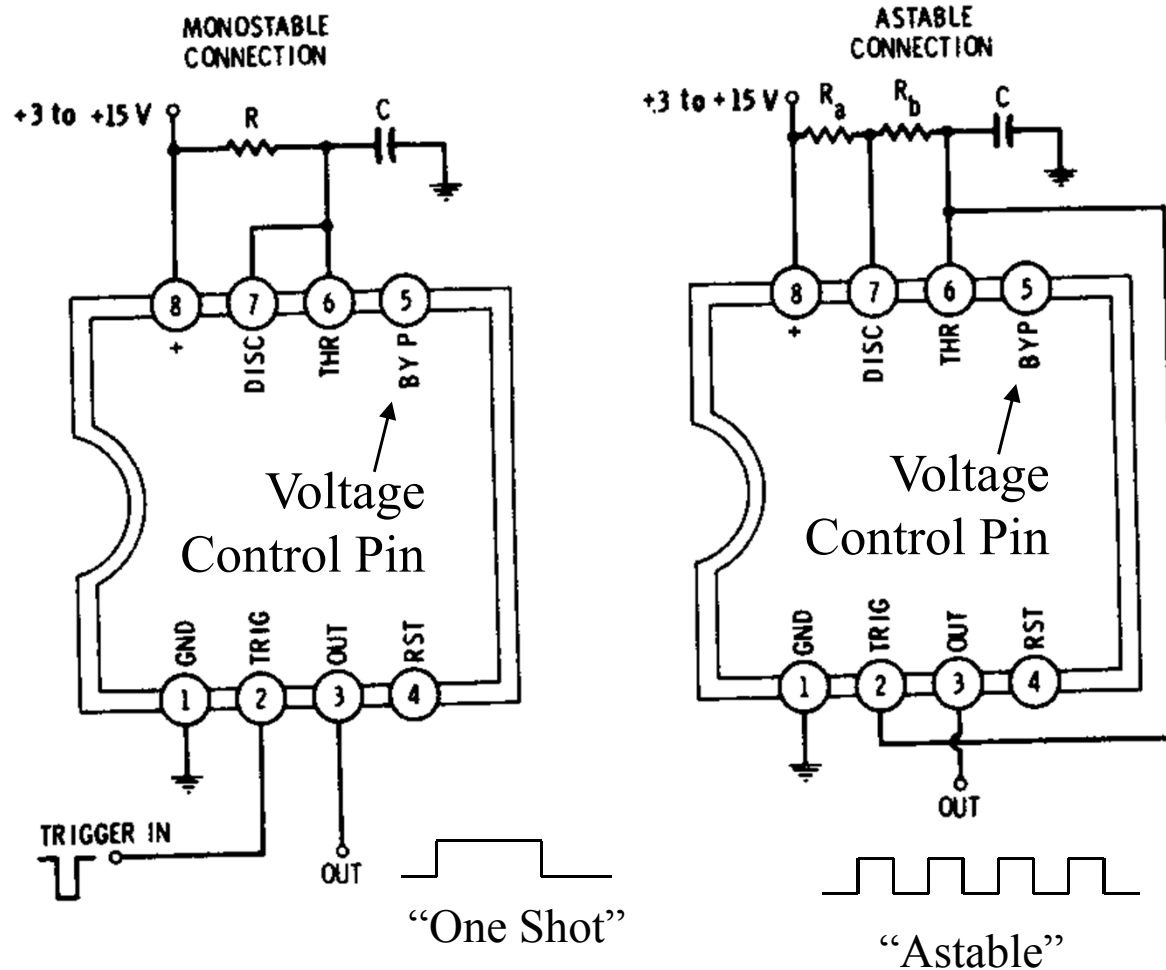 MONOSTABLE
CONNECTION
+3 to +15 V
R
C
8
7
6
5
+
DISC
THR
BYP
Voltage
Control Pin
GND
TRIG
OUT
RST
1
2
3
4
TRIGGER IN
OUT
“One Shot”
ASTABLE
CONNECTION
+3 to +15 V
Ra
Rb
C
8
7
6
5
+
DISC
THR
BYP
Voltage
Control Pin
GND
TRIG
OUT
RST
1
2
3
4
OUT
“Astable”